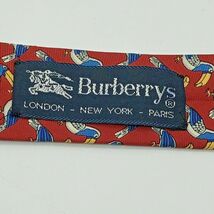 Burberrys®
LONDON - NEW YORK - PARIS